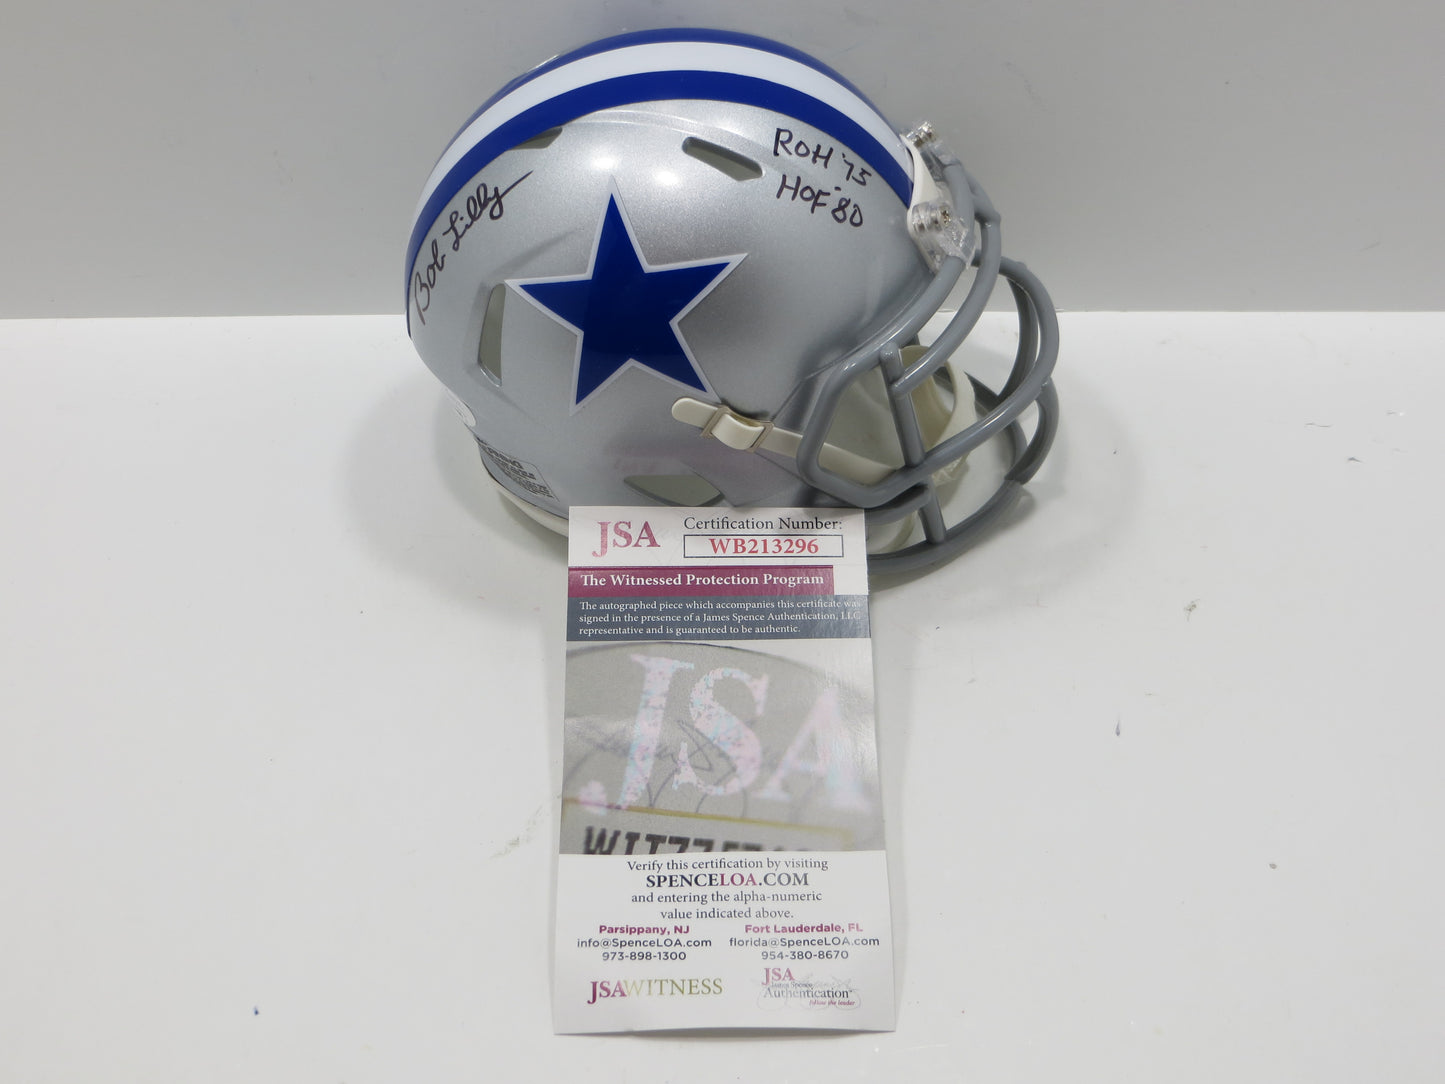 Bob Lilly
ROH '75
HOF '80
JSA
Certification Number:
WB213296
The Witnessed Protection Program
The autographed piece which accompanies this certificate was
signed in the presence of a James Spence Authentication, LLC
representative and is guaranteed to be authentic.
JSA
Verify this certification by visiting
SPENCELOA.COM
and entering the alpha-numeric
value indicated above.
Parsippany, NJ
info@SpenceLOA.com
973-898-1300
Fort Lauderdale, FL
florida@SpenceLOA.com
954-380-8670
JSAWITNESS
JSA
James Spence
Authentication
follow the leader